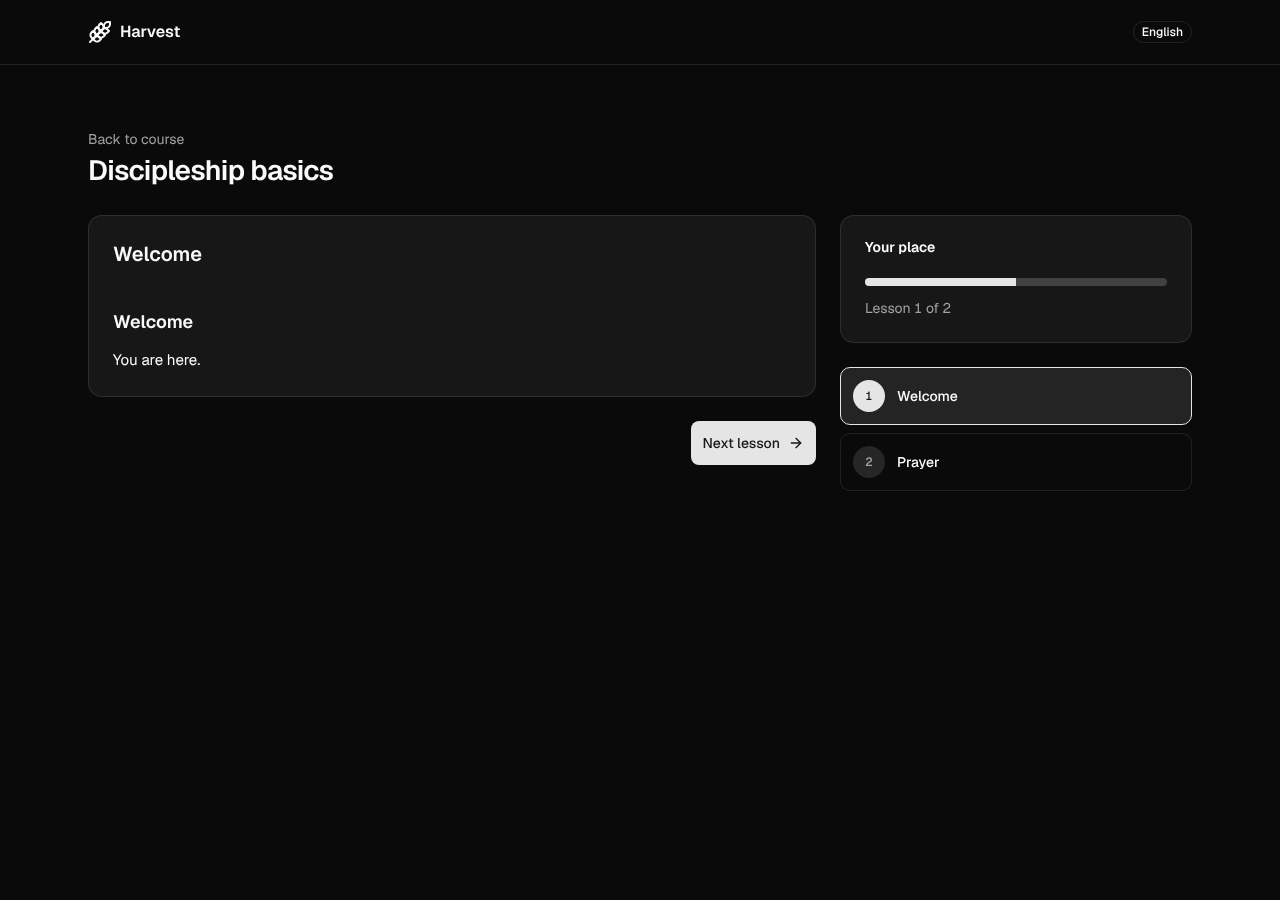 Harvest
English
Back to course
Discipleship basics
Welcome
Welcome
You are here.
Next lesson
Your place
Lesson 1 of 2
1 Welcome
2 Prayer